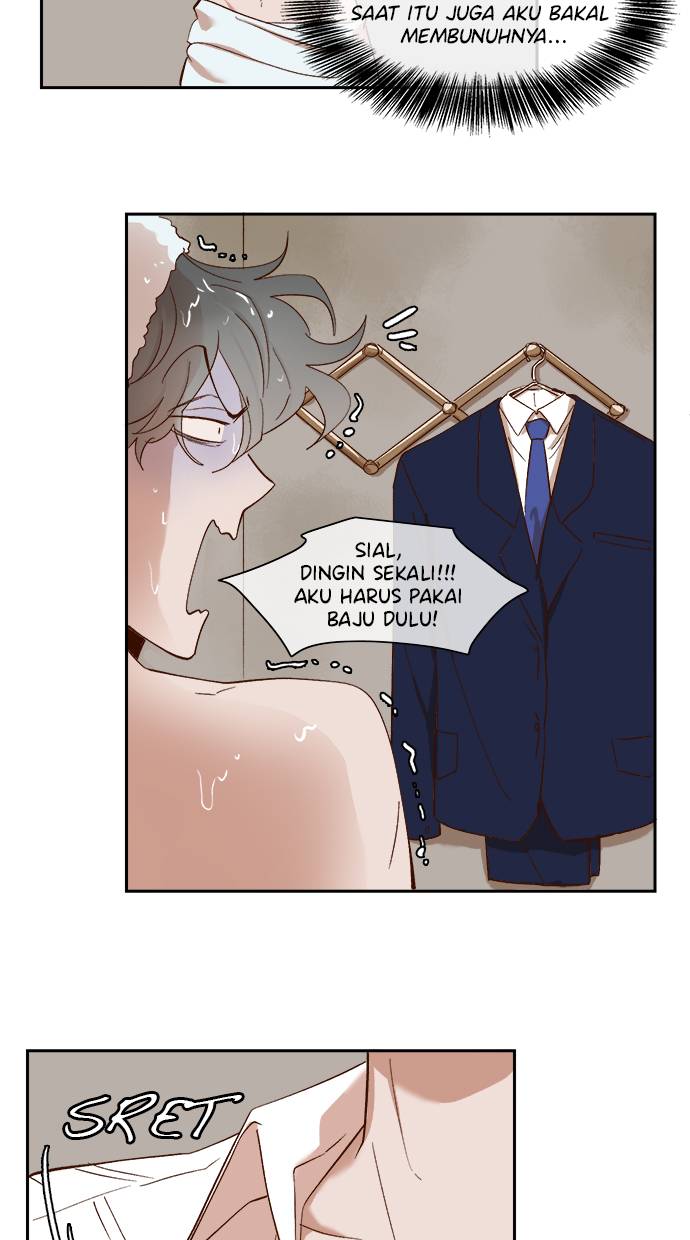 SAAT ITU JUGA AKU BAKAL
MEMBUNUHNYA...
SIAL,
DINGIN SEKALI!!!
AKU HARUS PAKAI
BAJU DULU!
SRET